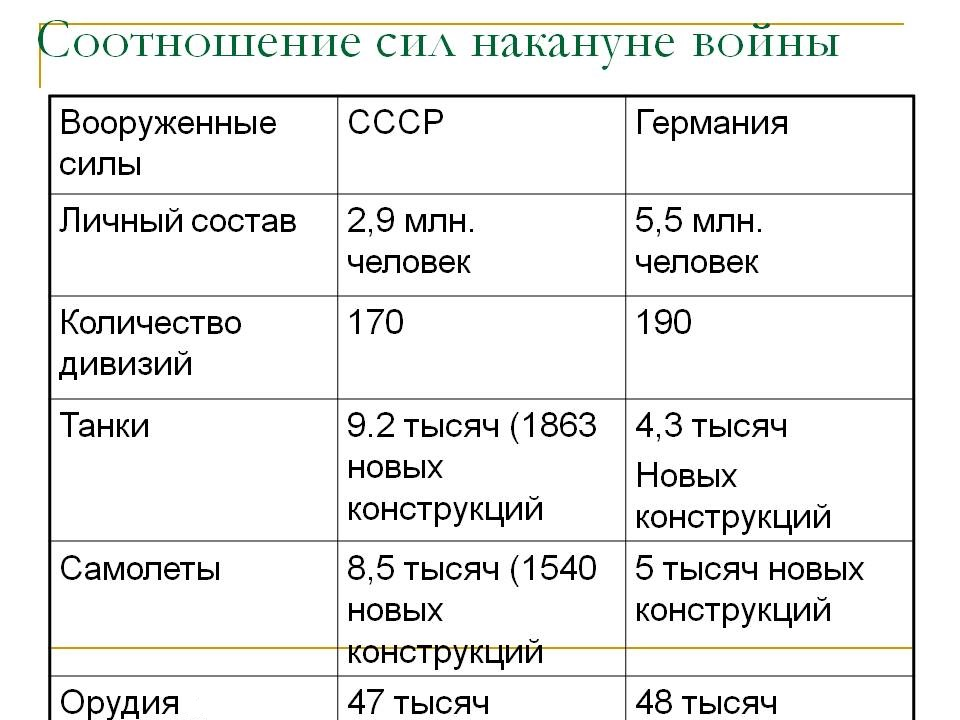 Соотношение сил накануне войны
Вооруженные
силы
СССР
Германия
Личный состав
2,9 млн.
человек
5,5 млн.
человек
Количество
дивизий
170
190
Танки
9.2 тысяч (1863
новых
конструкций
4,3 тысяч
Новых
конструкций
Самолеты
8,5 тысяч (1540
новых
конструкций
5 тысяч новых
конструкций
Орудия
47 тысяч
48 тысяч